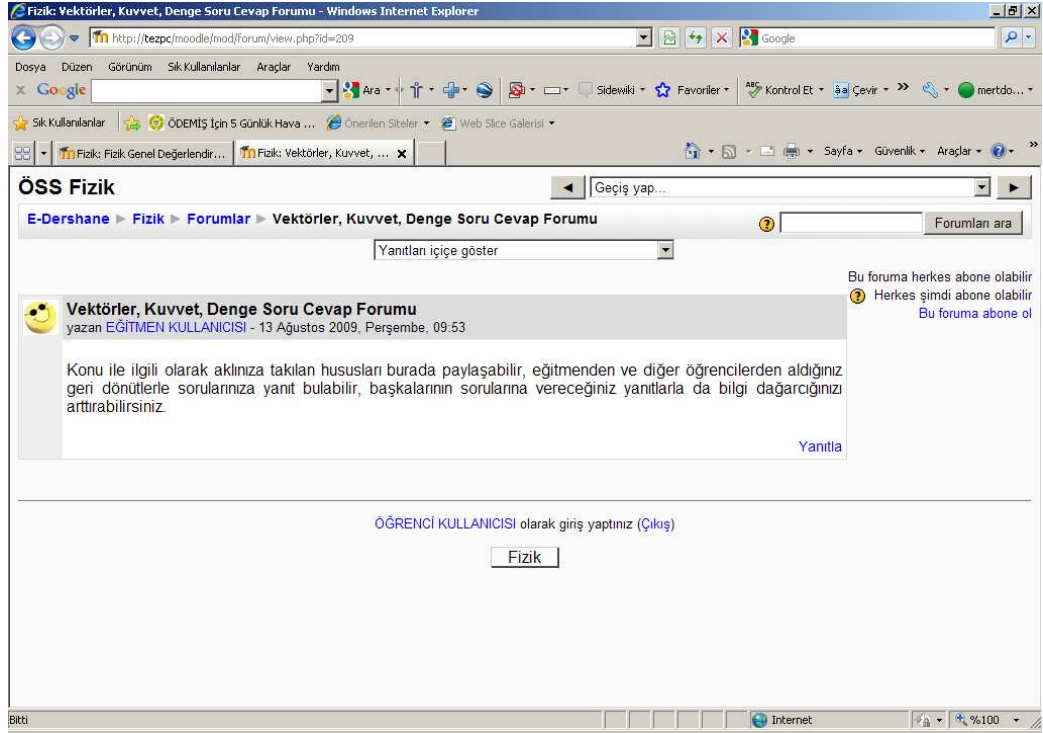 Fizik: Vektörler, Kuvvet, Denge Soru Cevap Forumu - Windows Internet Explorer
http://tezpc/moodle/mod/forum/view.php?id=209
Google
Dosya Düzen Görünüm Sık Kullanılanlar Araçlar Yardım
x Google Ara Sidewiki Favoriler Kontrol Et Çevir » mertdo...
Sık Kullanılanlar ÖDEMİŞ İçin 5 Günlük Hava ... Önerilen Siteler Web Slice Galerisi
Fizik: Fizik Genel Değerlendir... Fizik: Vektörler, Kuvvet, ... x Sayfa Güvenlik Araçlar »
ÖSS Fizik
Geçiş yap...
E-Dershane ► Fizik ► Forumlar ► Vektörler, Kuvvet, Denge Soru Cevap Forumu
Forumları ara
Yanıtları içiçe göster
Bu foruma herkes abone olabilir
Herkes şimdi abone olabilir
Bu foruma abone ol
Vektörler, Kuvvet, Denge Soru Cevap Forumu
yazan EĞİTMEN KULLANICISI - 13 Ağustos 2009, Perşembe, 09:53
Konu ile ilgili olarak aklınıza takılan hususları burada paylaşabilir, eğitmenden ve diğer öğrencilerden aldığınız
geri dönütlerle sorularınıza yanıt bulabilir, başkalarının sorularına vereceğiniz yanıtlarla da bilgi dağarcığınızı
arttırabilirsiniz.
Yanıtla
ÖĞRENCİ KULLANICISI olarak giriş yaptınız (Çıkış)
Fizik
Bitti
Internet
%100